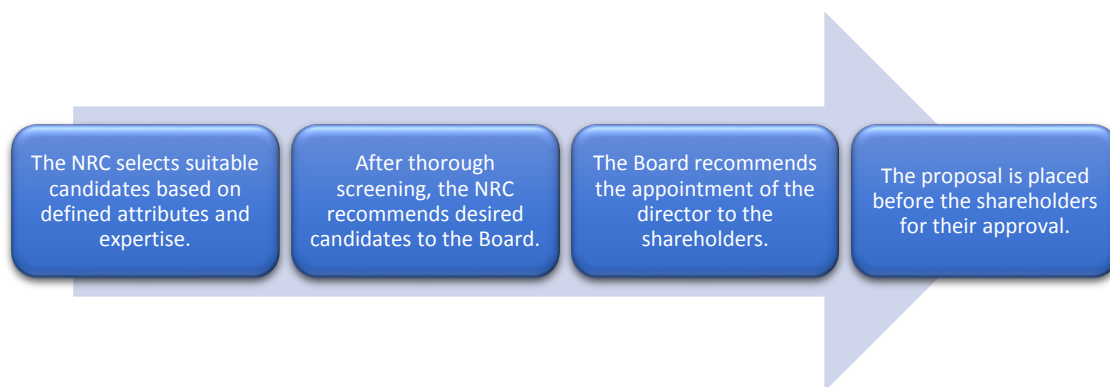 The NRC selects suitable
candidates based on
defined attributes and
expertise.
After thorough
screening, the NRC
recommends desired
candidates to the Board.
The Board recommends
the appointment of the
director to the
shareholders.
The proposal is placed
before the shareholders
for their approval.